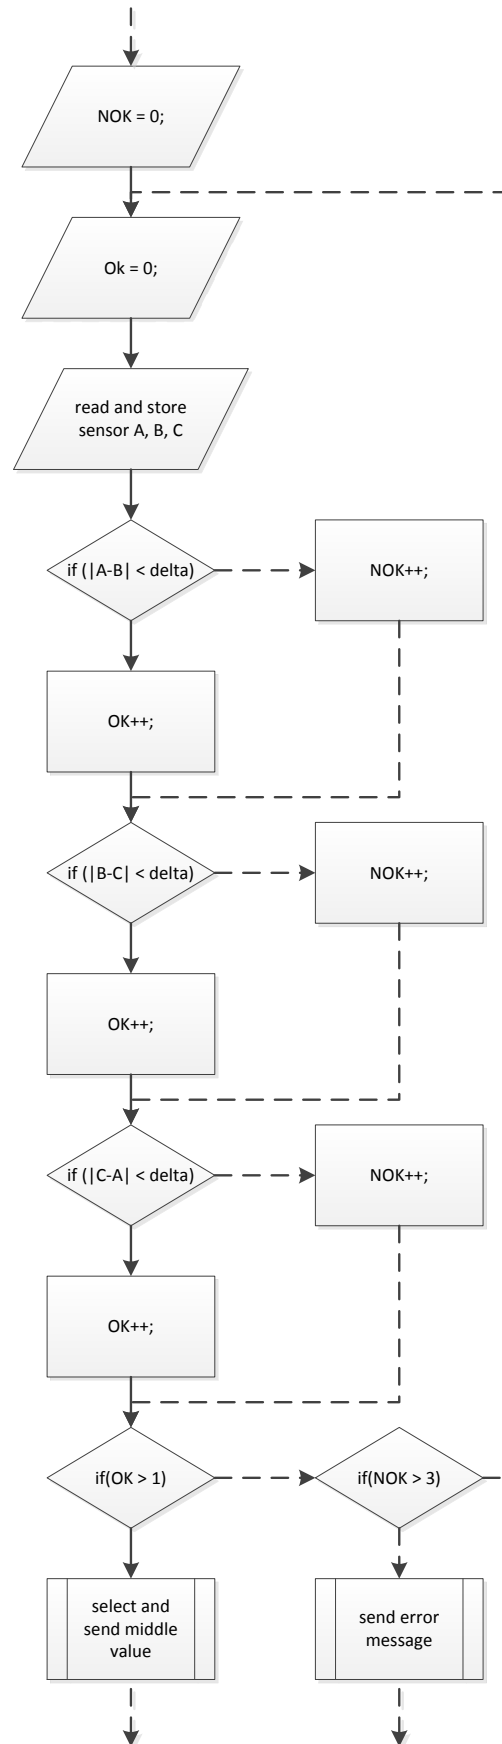 NOK = 0;
Ok = 0;
read and store
sensor A, B, C
if (|A-B| < delta)
NOK++;
OK++;
if (|B-C| < delta)
NOK++;
OK++;
if (|C-A| < delta)
NOK++;
OK++;
if(OK > 1)
if(NOK > 3)
select and
send middle
value
send error
message